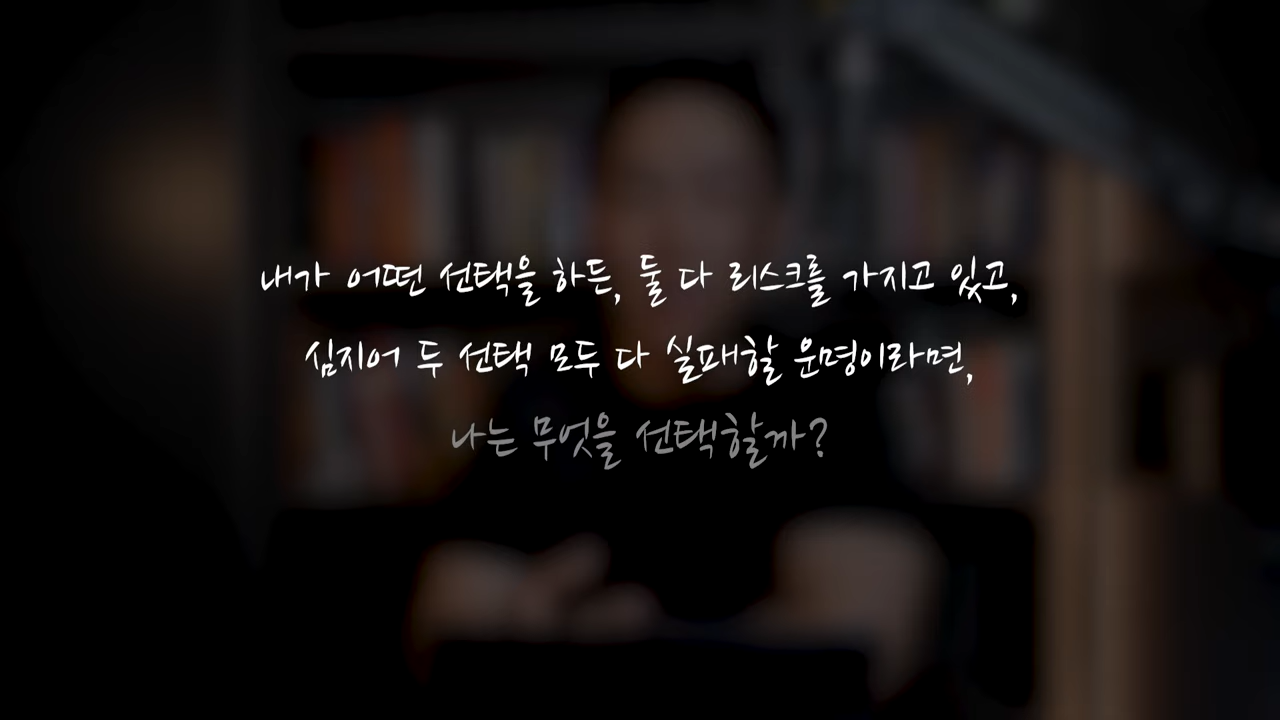 내가 어떤 선택을 하든, 둘 다 리스크를 가지고 있고,
심지어 두 선택 모두 다 실패할 운명이라면,
나는 무엇을 선택할까?